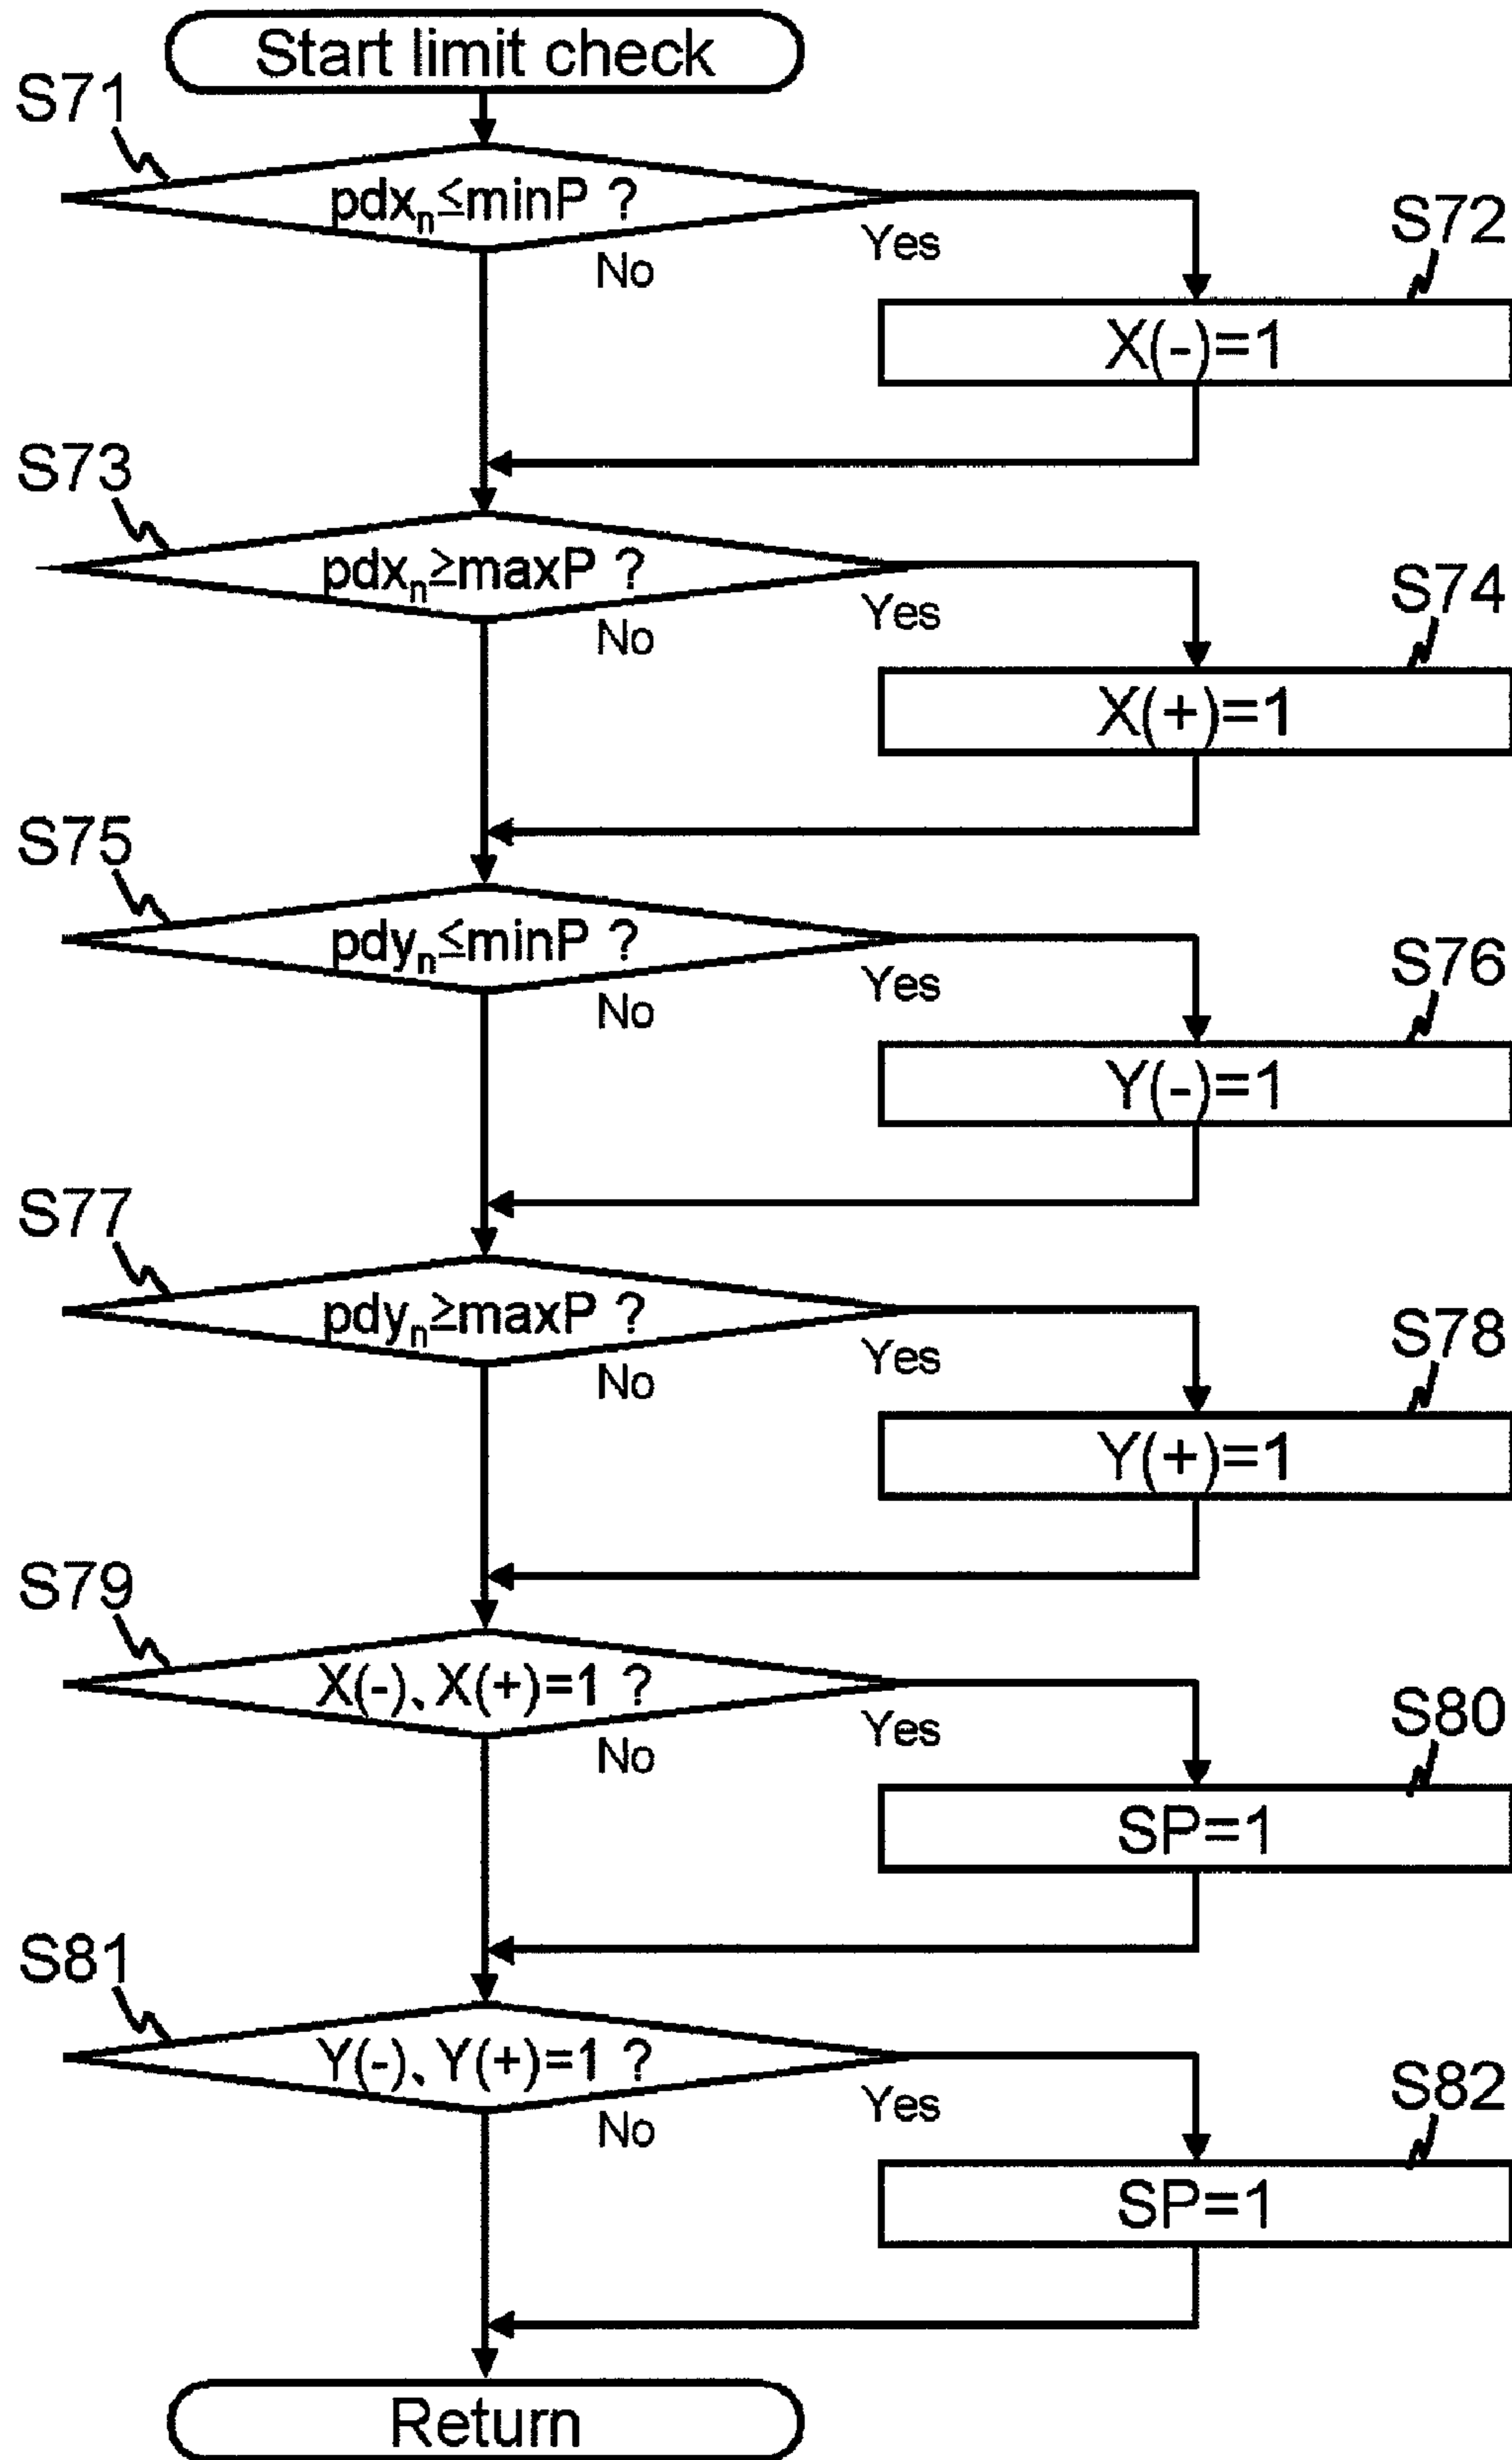 Start limit check
S71
pdxₙ≤minP ?
Yes
No
S72
X(-)=1
S73
pdxₙ≥maxP ?
Yes
No
S74
X(+)=1
S75
pdyₙ≤minP ?
Yes
No
S76
Y(-)=1
S77
pdyₙ≥maxP ?
Yes
No
S78
Y(+)=1
S79
X(-)、X(+)=1 ?
Yes
No
S80
SP=1
S81
Y(-)、Y(+)=1 ?
Yes
No
S82
SP=1
Return